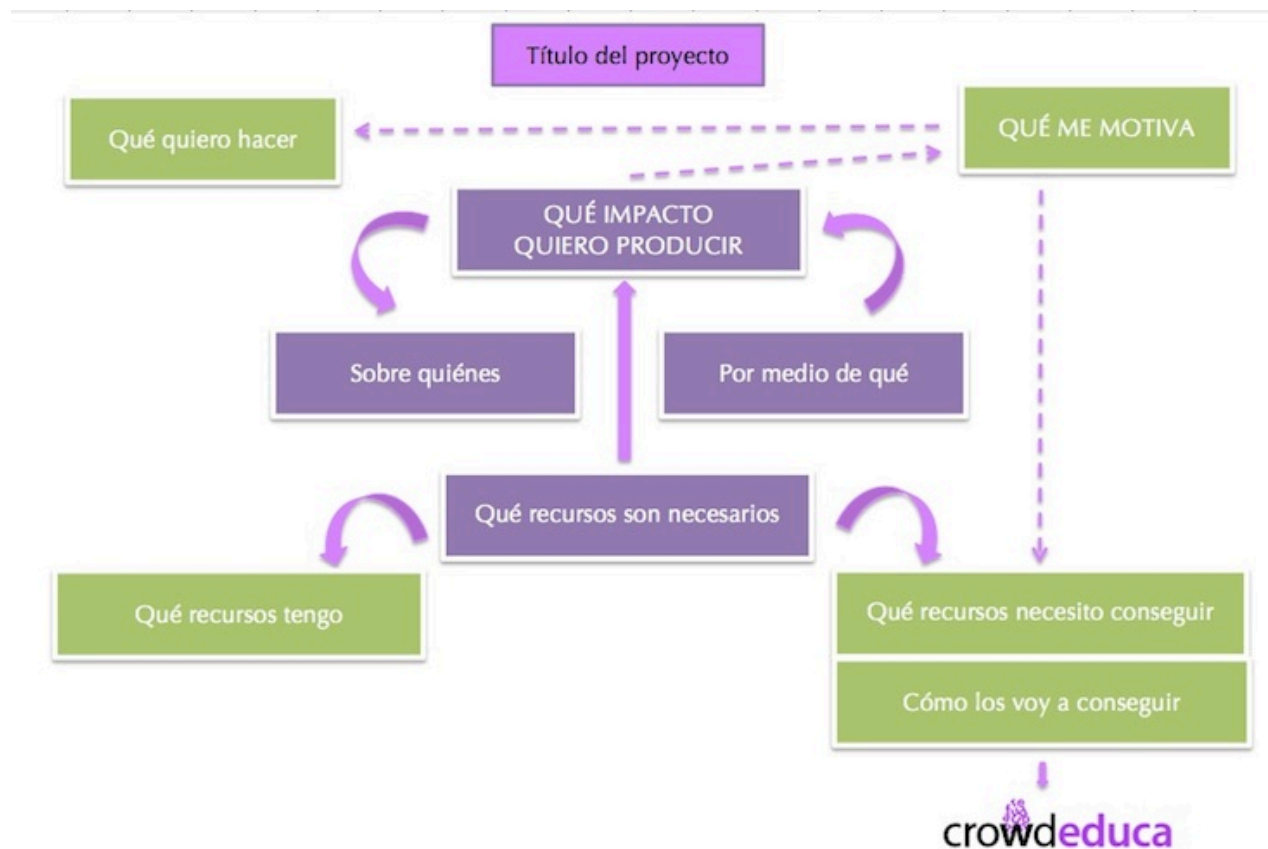 Título del proyecto
Qué quiero hacer
QUÉ ME MOTIVA
QUÉ IMPACTO
QUIERO PRODUCIR
Sobre quiénes
Por medio de qué
Qué recursos son necesarios
Qué recursos tengo
Qué recursos necesito conseguir
Cómo los voy a conseguir
crowdeduca